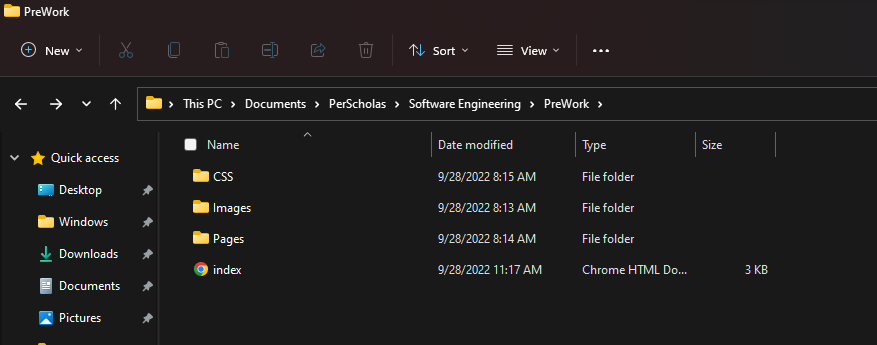 PreWork
New Sort View
This PC Documents PerScholas Software Engineering PreWork
Name Date modified Type Size
Quick access
Desktop
Windows
Downloads
Documents
Pictures
CSS 9/28/2022 8:15 AM File folder
Images 9/28/2022 8:13 AM File folder
Pages 9/28/2022 8:14 AM File folder
index 9/28/2022 11:17 AM Chrome HTML Do... 3 KB